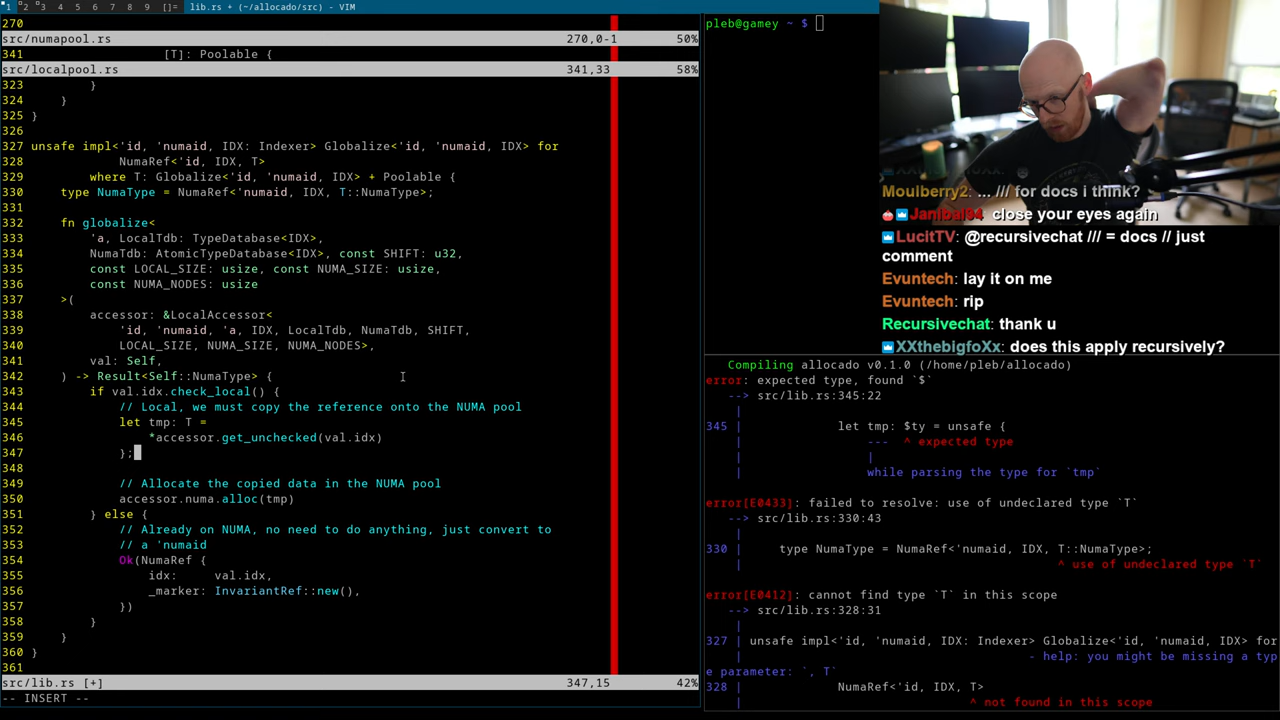 1 2 3 4 5 6 7 8 9 []= lib.rs + (~/allocado/src) - VIM
270
src/numapool.rs 270,0-1 50%
341 [T]: Poolable {
src/localpool.rs 341,33 58%
323 }
324 }
325 }
326
327 unsafe impl<'id, 'numaid, IDX: Indexer> Globalize<'id, 'numaid, IDX> for
328 NumaRef<'id, IDX, T>
329 where T: Globalize<'id, 'numaid, IDX> + Poolable {
330 type NumaType = NumaRef<'numaid, IDX, T::NumaType>;
331
332 fn globalize<
333 'a, LocalTdb: TypeDatabase<IDX>,
334 NumaTdb: AtomicTypeDatabase<IDX>, const SHIFT: u32,
335 const LOCAL_SIZE: usize, const NUMA_SIZE: usize,
336 const NUMA_NODES: usize
337 >(
338 accessor: &LocalAccessor<
339 'id, 'numaid, 'a, IDX, LocalTdb, NumaTdb, SHIFT,
340 LOCAL_SIZE, NUMA_SIZE, NUMA_NODES>,
341 val: Self,
342 ) -> Result<Self::NumaType> {
343 if val.idx.check_local() {
344 // Local, we must copy the reference onto the NUMA pool
345 let tmp: T =
346 *accessor.get_unchecked(val.idx)
347 };
348
349 // Allocate the copied data in the NUMA pool
350 accessor.numa.alloc(tmp)
351 } else {
352 // Already on NUMA, no need to do anything, just convert to
353 // a 'numaid
354 Ok(NumaRef {
355 idx: val.idx,
356 _marker: InvariantRef::new(),
357 })
358 }
359 }
360 }
361
src/lib.rs [+] 347,15 42%
-- INSERT --
pleb@gamey ~ $
Moulberry2: ... /// for docs i think?
Janibal94 close your eyes again
LucitTV: @recursivechat /// = docs // just
comment
Evuntech: lay it on me
Evuntech: rip
Recursivechat: thank u
XXthebigfoXx: does this apply recursively?
Compiling allocado v0.1.0 (/home/pleb/allocado)
error: expected type, found `$`
--> src/lib.rs:345:22
|
345 | let tmp: $ty = unsafe {
| --- ^ expected type
| |
| while parsing the type for `tmp`
error[E0433]: failed to resolve: use of undeclared type `T`
--> src/lib.rs:330:43
|
330 | type NumaType = NumaRef<'numaid, IDX, T::NumaType>;
| ^ use of undeclared type `T`
error[E0412]: cannot find type `T` in this scope
--> src/lib.rs:328:31
|
327 | unsafe impl<'id, 'numaid, IDX: Indexer> Globalize<'id, 'numaid, IDX> for
| - help: you might be missing a typ
e parameter: `, T`
328 | NumaRef<'id, IDX, T>
| ^ not found in this scope